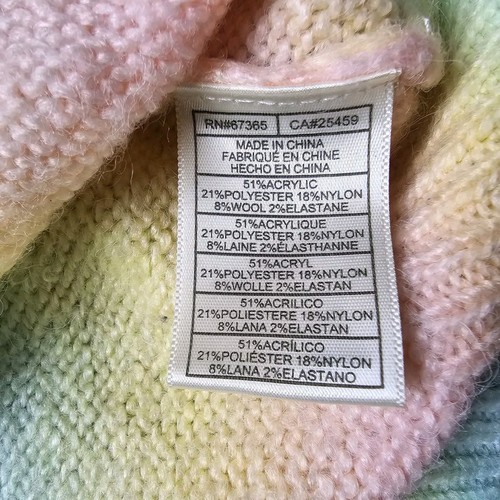 RN#67365 CA#25459
MADE IN CHINA
FABRIQUÉ EN CHINE
HECHO EN CHINA
51%ACRYLIC
21%POLYESTER 18%NYLON
8%WOOL 2%ELASTANE
51%ACRYLIQUE
21%POLYESTER 18%NYLON
8%LAINE 2%ÉLASTHANNE
51%ACRYL
21%POLYESTER 18%NYLON
8%WOLLE 2%ELASTAN
51%ACRILICO
21%POLIESTERE 18%NYLON
8%LANA 2%ELASTAN
51%ACRÍLICO
21%POLIÉSTER 18%NYLON
8%LANA 2%ELASTANO